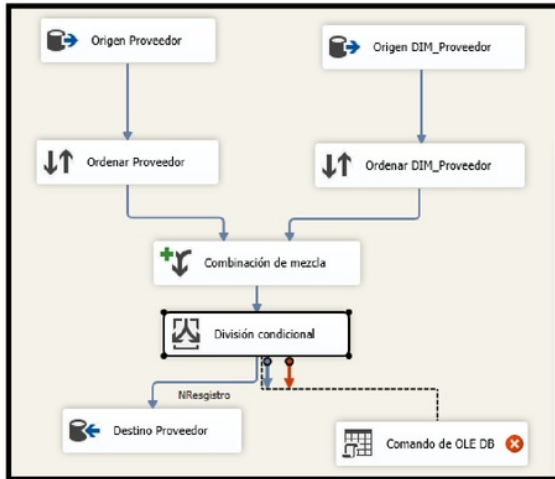 Origen Proveedor
Origen DIM_Proveedor
Ordenar Proveedor
Ordenar DIM_Proveedor
Combinación de mezcla
División condicional
NResgistro
Destino Proveedor
Comando de OLE DB